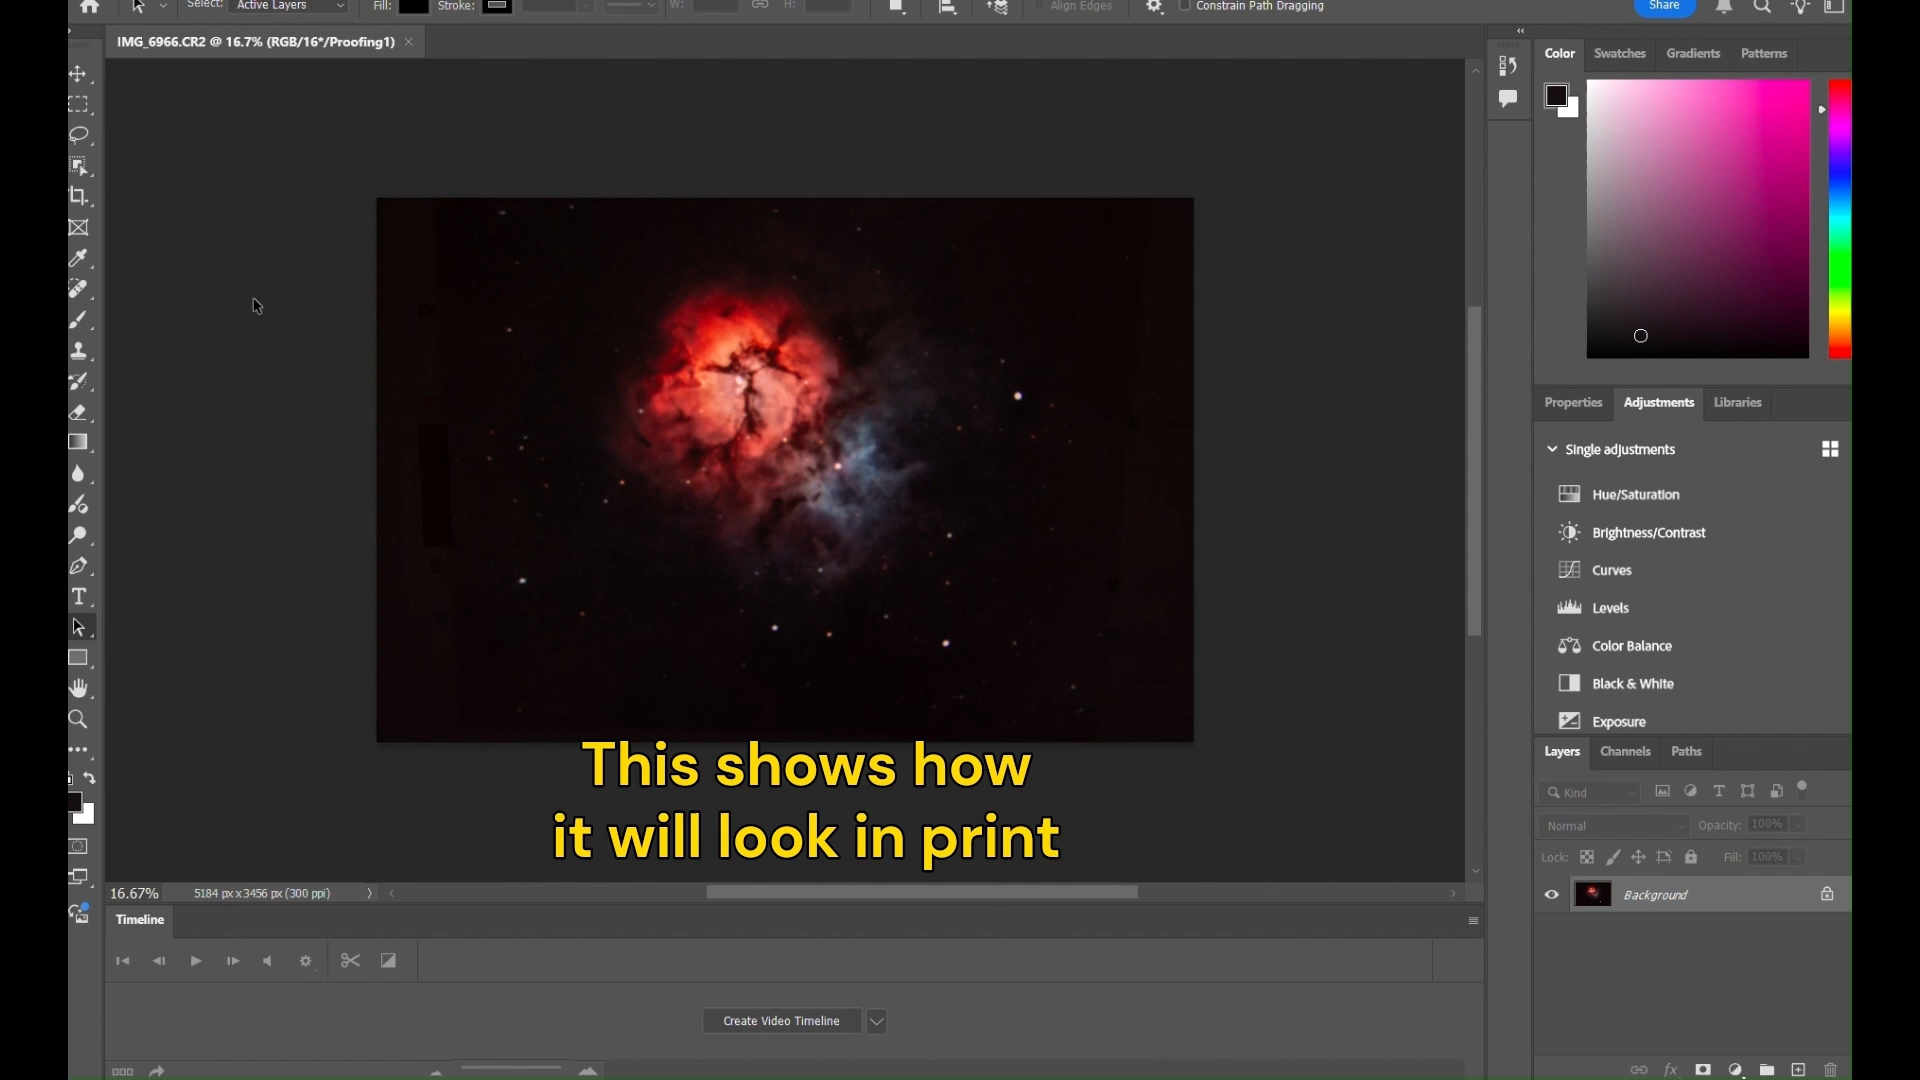 Select:
Active Layers
Fill:
Stroke:
W:
H:
Align Edges
Constrain Path Dragging
Share
IMG_6966.CR2 @ 16.7% (RGB/16*/Proofing1)
Color
Swatches
Gradients
Patterns
Properties
Adjustments
Libraries
Single adjustments
Hue/Saturation
Brightness/Contrast
Curves
Levels
Color Balance
Black & White
Exposure
This shows how
it will look in print
Layers
Channels
Paths
Kind
Normal
Opacity:
100%
Lock:
Fill:
100%
Background
16.67%
5184 px x 3456 px (300 ppi)
Timeline
Create Video Timeline
fx